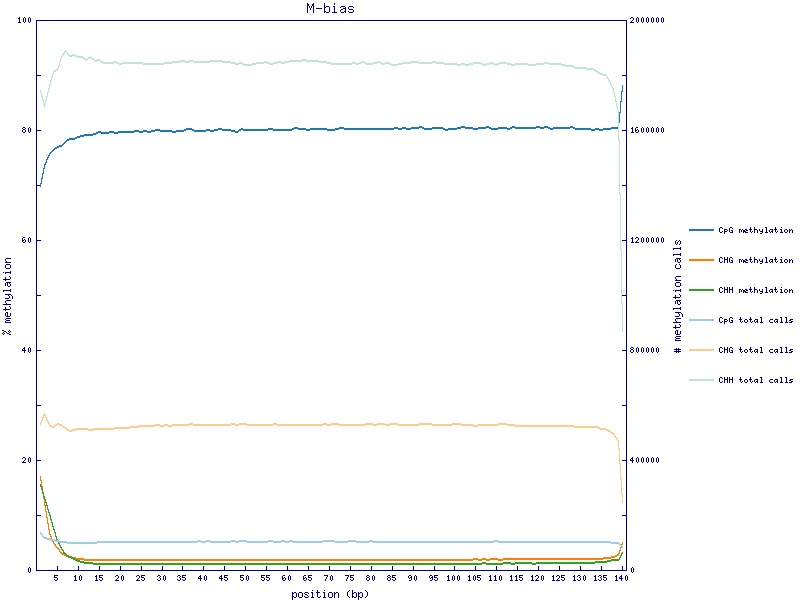 M-bias
100
80
60
40
20
0
2000000
1600000
1200000
800000
400000
0
% methylation
# methylation calls
5 10 15 20 25 30 35 40 45 50 55 60 65 70 75 80 85 90 95 100 105 110 115 120 125 130 135 140
position (bp)
CpG methylation
CHG methylation
CHH methylation
CpG total calls
CHG total calls
CHH total calls